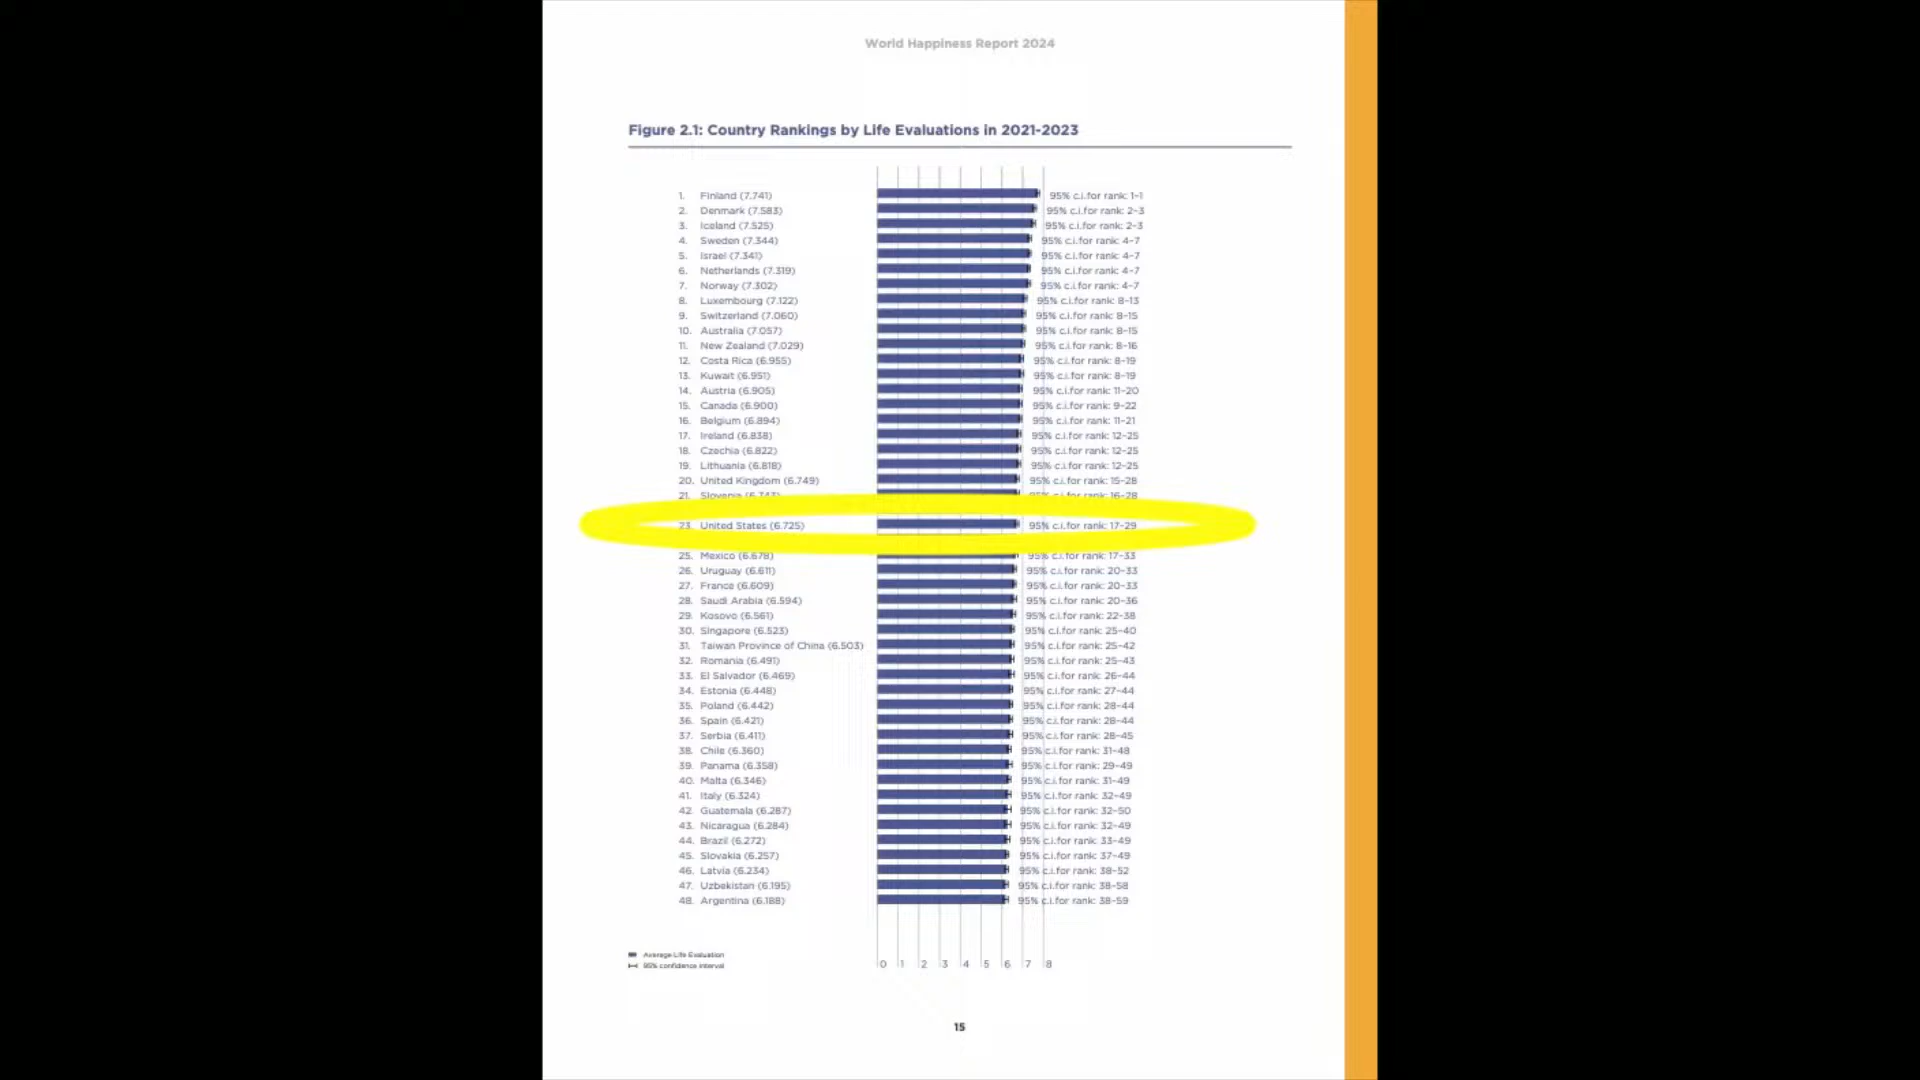 World Happiness Report 2024
Figure 2.1: Country Rankings by Life Evaluations in 2021-2023
1. Finland (7.741) 95% c.i.for rank: 1-1
2. Denmark (7.583) 95% c.i.for rank: 2-3
3. Iceland (7.525) 95% c.i.for rank: 2-3
4. Sweden (7.344) 95% c.i.for rank: 4-7
5. Israel (7.341) 95% c.i.for rank: 4-7
6. Netherlands (7.319) 95% c.i.for rank: 4-7
7. Norway (7.302) 95% c.i.for rank: 4-7
8. Luxembourg (7.122) 95% c.i.for rank: 8-13
9. Switzerland (7.060) 95% c.i.for rank: 8-15
10. Australia (7.057) 95% c.i.for rank: 8-15
11. New Zealand (7.029) 95% c.i.for rank: 8-16
12. Costa Rica (6.955) 95% c.i.for rank: 8-19
13. Kuwait (6.951) 95% c.i.for rank: 8-19
14. Austria (6.905) 95% c.i.for rank: 11-20
15. Canada (6.900) 95% c.i.for rank: 9-22
16. Belgium (6.894) 95% c.i.for rank: 11-21
17. Ireland (6.838) 95% c.i.for rank: 12-25
18. Czechia (6.822) 95% c.i.for rank: 12-25
19. Lithuania (6.818) 95% c.i.for rank: 12-25
20. United Kingdom (6.749) 95% c.i.for rank: 15-28
21. Slovenia (6.743) 95% c.i.for rank: 16-28
23. United States (6.725) 95% c.i.for rank: 17-29
25. Mexico (6.678) 95% c.i.for rank: 17-33
26. Uruguay (6.611) 95% c.i.for rank: 20-33
27. France (6.609) 95% c.i.for rank: 20-33
28. Saudi Arabia (6.594) 95% c.i.for rank: 20-36
29. Kosovo (6.561) 95% c.i.for rank: 22-38
30. Singapore (6.523) 95% c.i.for rank: 25-40
31. Taiwan Province of China (6.503) 95% c.i.for rank: 25-42
32. Romania (6.491) 95% c.i.for rank: 25-43
33. El Salvador (6.469) 95% c.i.for rank: 26-44
34. Estonia (6.448) 95% c.i.for rank: 27-44
35. Poland (6.442) 95% c.i.for rank: 28-44
36. Spain (6.421) 95% c.i.for rank: 28-44
37. Serbia (6.411) 95% c.i.for rank: 28-45
38. Chile (6.360) 95% c.i.for rank: 31-48
39. Panama (6.358) 95% c.i.for rank: 29-49
40. Malta (6.346) 95% c.i.for rank: 31-49
41. Italy (6.324) 95% c.i.for rank: 32-49
42. Guatemala (6.287) 95% c.i.for rank: 32-50
43. Nicaragua (6.284) 95% c.i.for rank: 32-49
44. Brazil (6.272) 95% c.i.for rank: 33-49
45. Slovakia (6.257) 95% c.i.for rank: 37-49
46. Latvia (6.234) 95% c.i.for rank: 38-52
47. Uzbekistan (6.195) 95% c.i.for rank: 38-58
48. Argentina (6.188) 95% c.i.for rank: 38-59
Average Life Evaluation
95% confidence interval
0 1 2 3 4 5 6 7 8
15